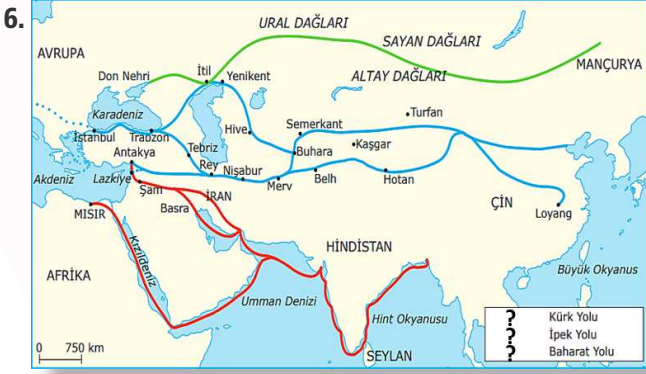 6.
URAL DAĞLARI
SAYAN DAĞLARI
AVRUPA
MANÇURYA
Don Nehri
İtil
Yenikent
ALTAY DAĞLARI
Karadeniz
Turfan
İstanbul
Trabzon
Hive
Semerkant
Antakya
Tebriz
Buhara
Kaşgar
Rey
Akdeniz
Lazkiye
Şam
Nişabur
Merv
Belh
Hotan
İRAN
MISIR
Basra
ÇİN
Loyang
Kızıldeniz
HİNDİSTAN
AFRİKA
Büyük Okyanus
Umman Denizi
Hint Okyanusu
? Kürk Yolu
? İpek Yolu
? Baharat Yolu
0 750 km
SEYLAN